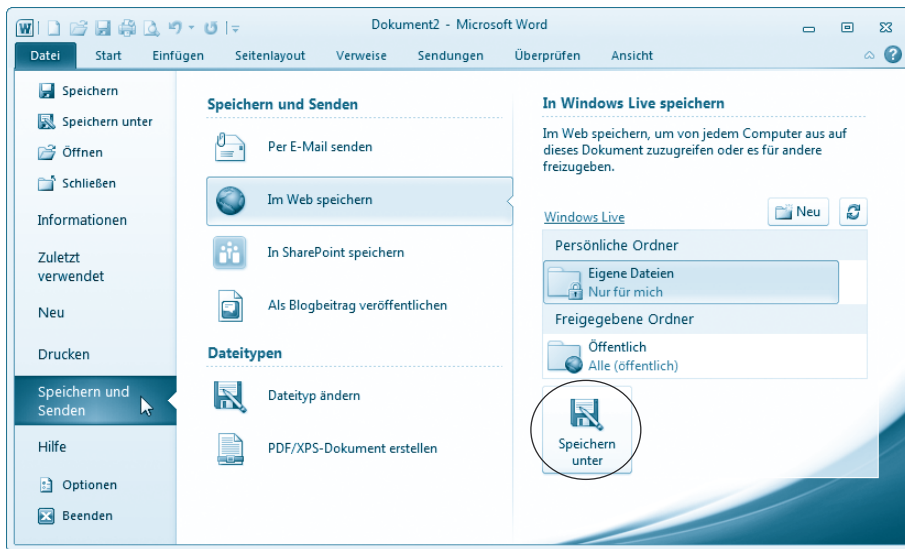 Dokument2 - Microsoft Word
Datei Start Einfügen Seitenlayout Verweise Sendungen Überprüfen Ansicht
Speichern
Speichern unter
Öffnen
Schließen
Informationen
Zuletzt
verwendet
Neu
Drucken
Speichern und
Senden
Hilfe
Optionen
Beenden
Speichern und Senden
Per E-Mail senden
Im Web speichern
In SharePoint speichern
Als Blogbeitrag veröffentlichen
Dateitypen
Dateityp ändern
PDF/XPS-Dokument erstellen
In Windows Live speichern
Im Web speichern, um von jedem Computer aus auf
dieses Dokument zuzugreifen oder es für andere
freizugeben.
Windows Live
Neu
Persönliche Ordner
Eigene Dateien
Nur für mich
Freigegebene Ordner
Öffentlich
Alle (öffentlich)
Speichern
unter